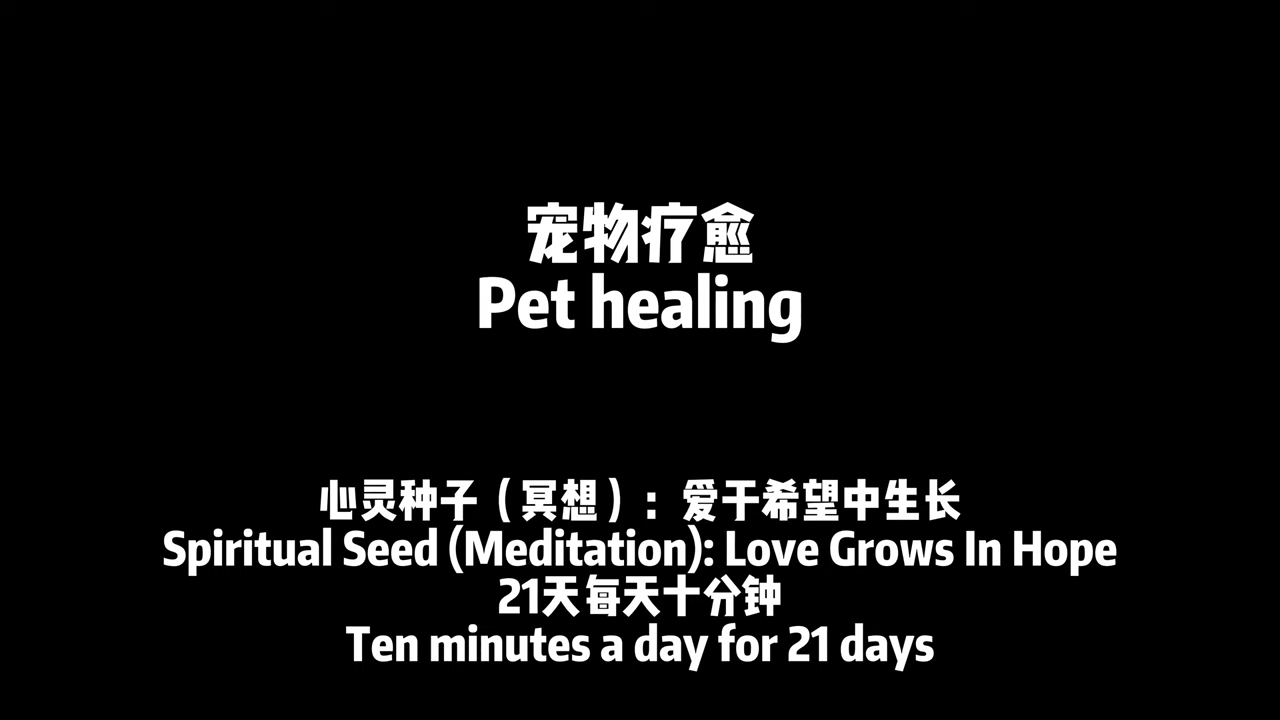 宠物疗愈
Pet healing
心灵种子（冥想）：爱于希望中生长
Spiritual Seed (Meditation): Love Grows In Hope
21天每天十分钟
Ten minutes a day for 21 days